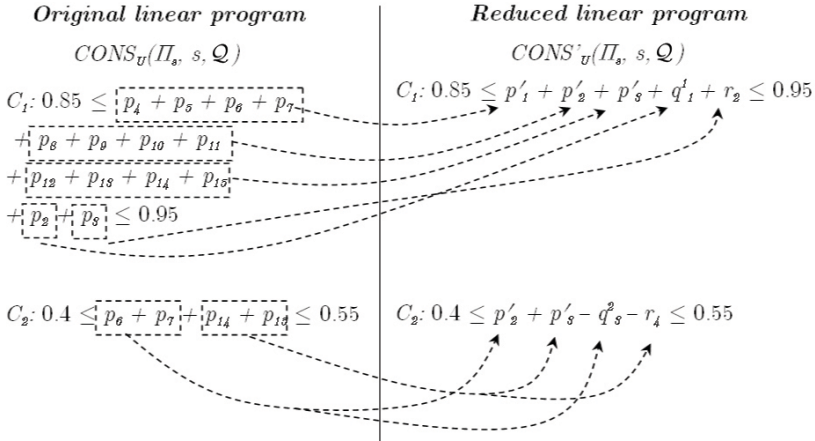 Original linear program
Reduced linear program
CONS_U(Π_s, s, Q)
CONS'_U(Π_s, s, Q)
C_1: 0.85 ≤ p_4 + p_5 + p_6 + p_7
+ p_8 + p_9 + p_10 + p_11
+ p_12 + p_13 + p_14 + p_15
+ p_2 + p_3 ≤ 0.95
C_1: 0.85 ≤ p'_1 + p'_2 + p'_3 + q^1_1 + r_2 ≤ 0.95
C_2: 0.4 ≤ p_6 + p_7 + p_14 + p_15 ≤ 0.55
C_2: 0.4 ≤ p'_2 + p'_3 − q^2_3 − r_4 ≤ 0.55